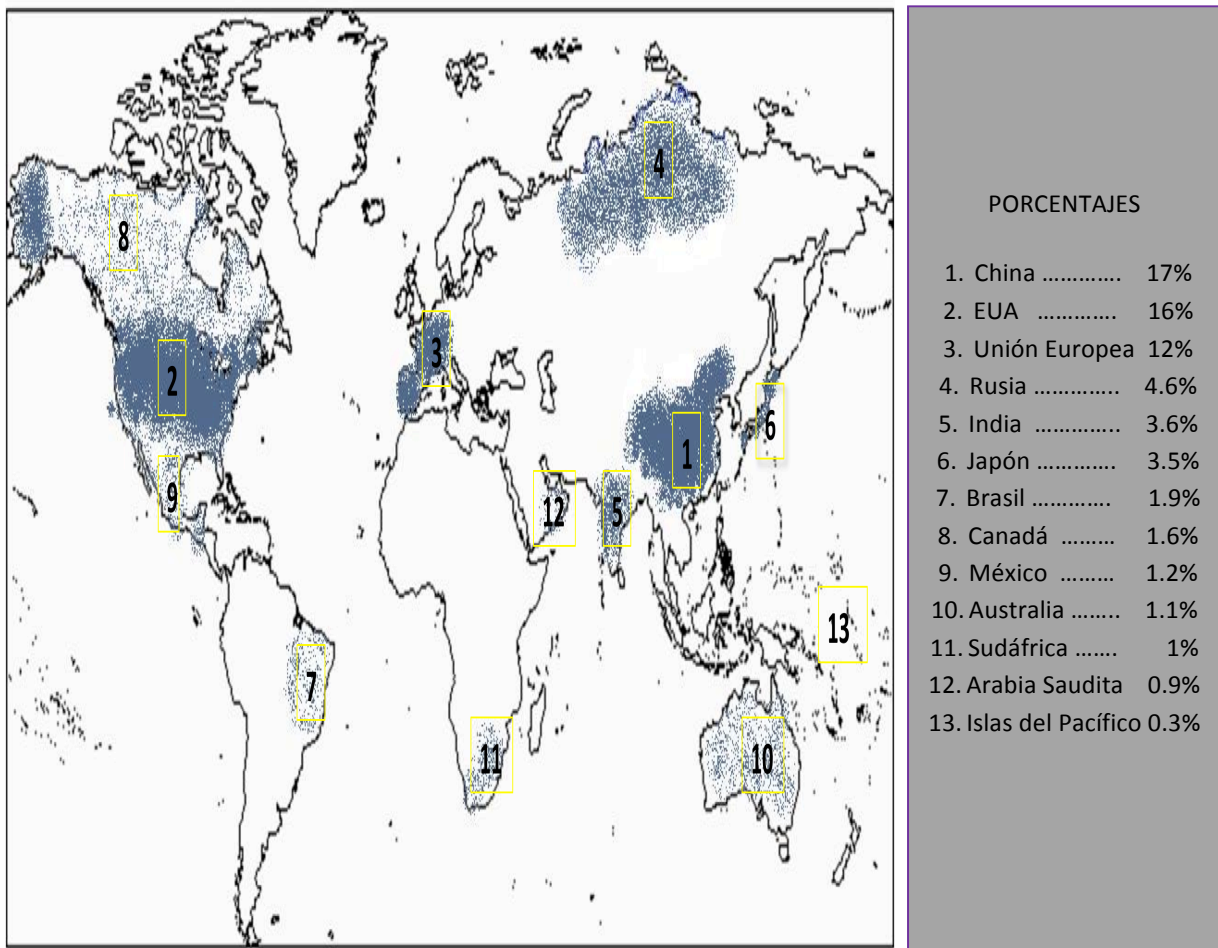 8
4
2
3
1
6
9
12
5
13
7
11
10
PORCENTAJES
1. China …………. 17%
2. EUA …………. 16%
3. Unión Europea 12%
4. Rusia ………….. 4.6%
5. India ………….. 3.6%
6. Japón …………. 3.5%
7. Brasil …………. 1.9%
8. Canadá ……… 1.6%
9. México ……… 1.2%
10. Australia …….. 1.1%
11. Sudáfrica ……. 1%
12. Arabia Saudita 0.9%
13. Islas del Pacífico 0.3%